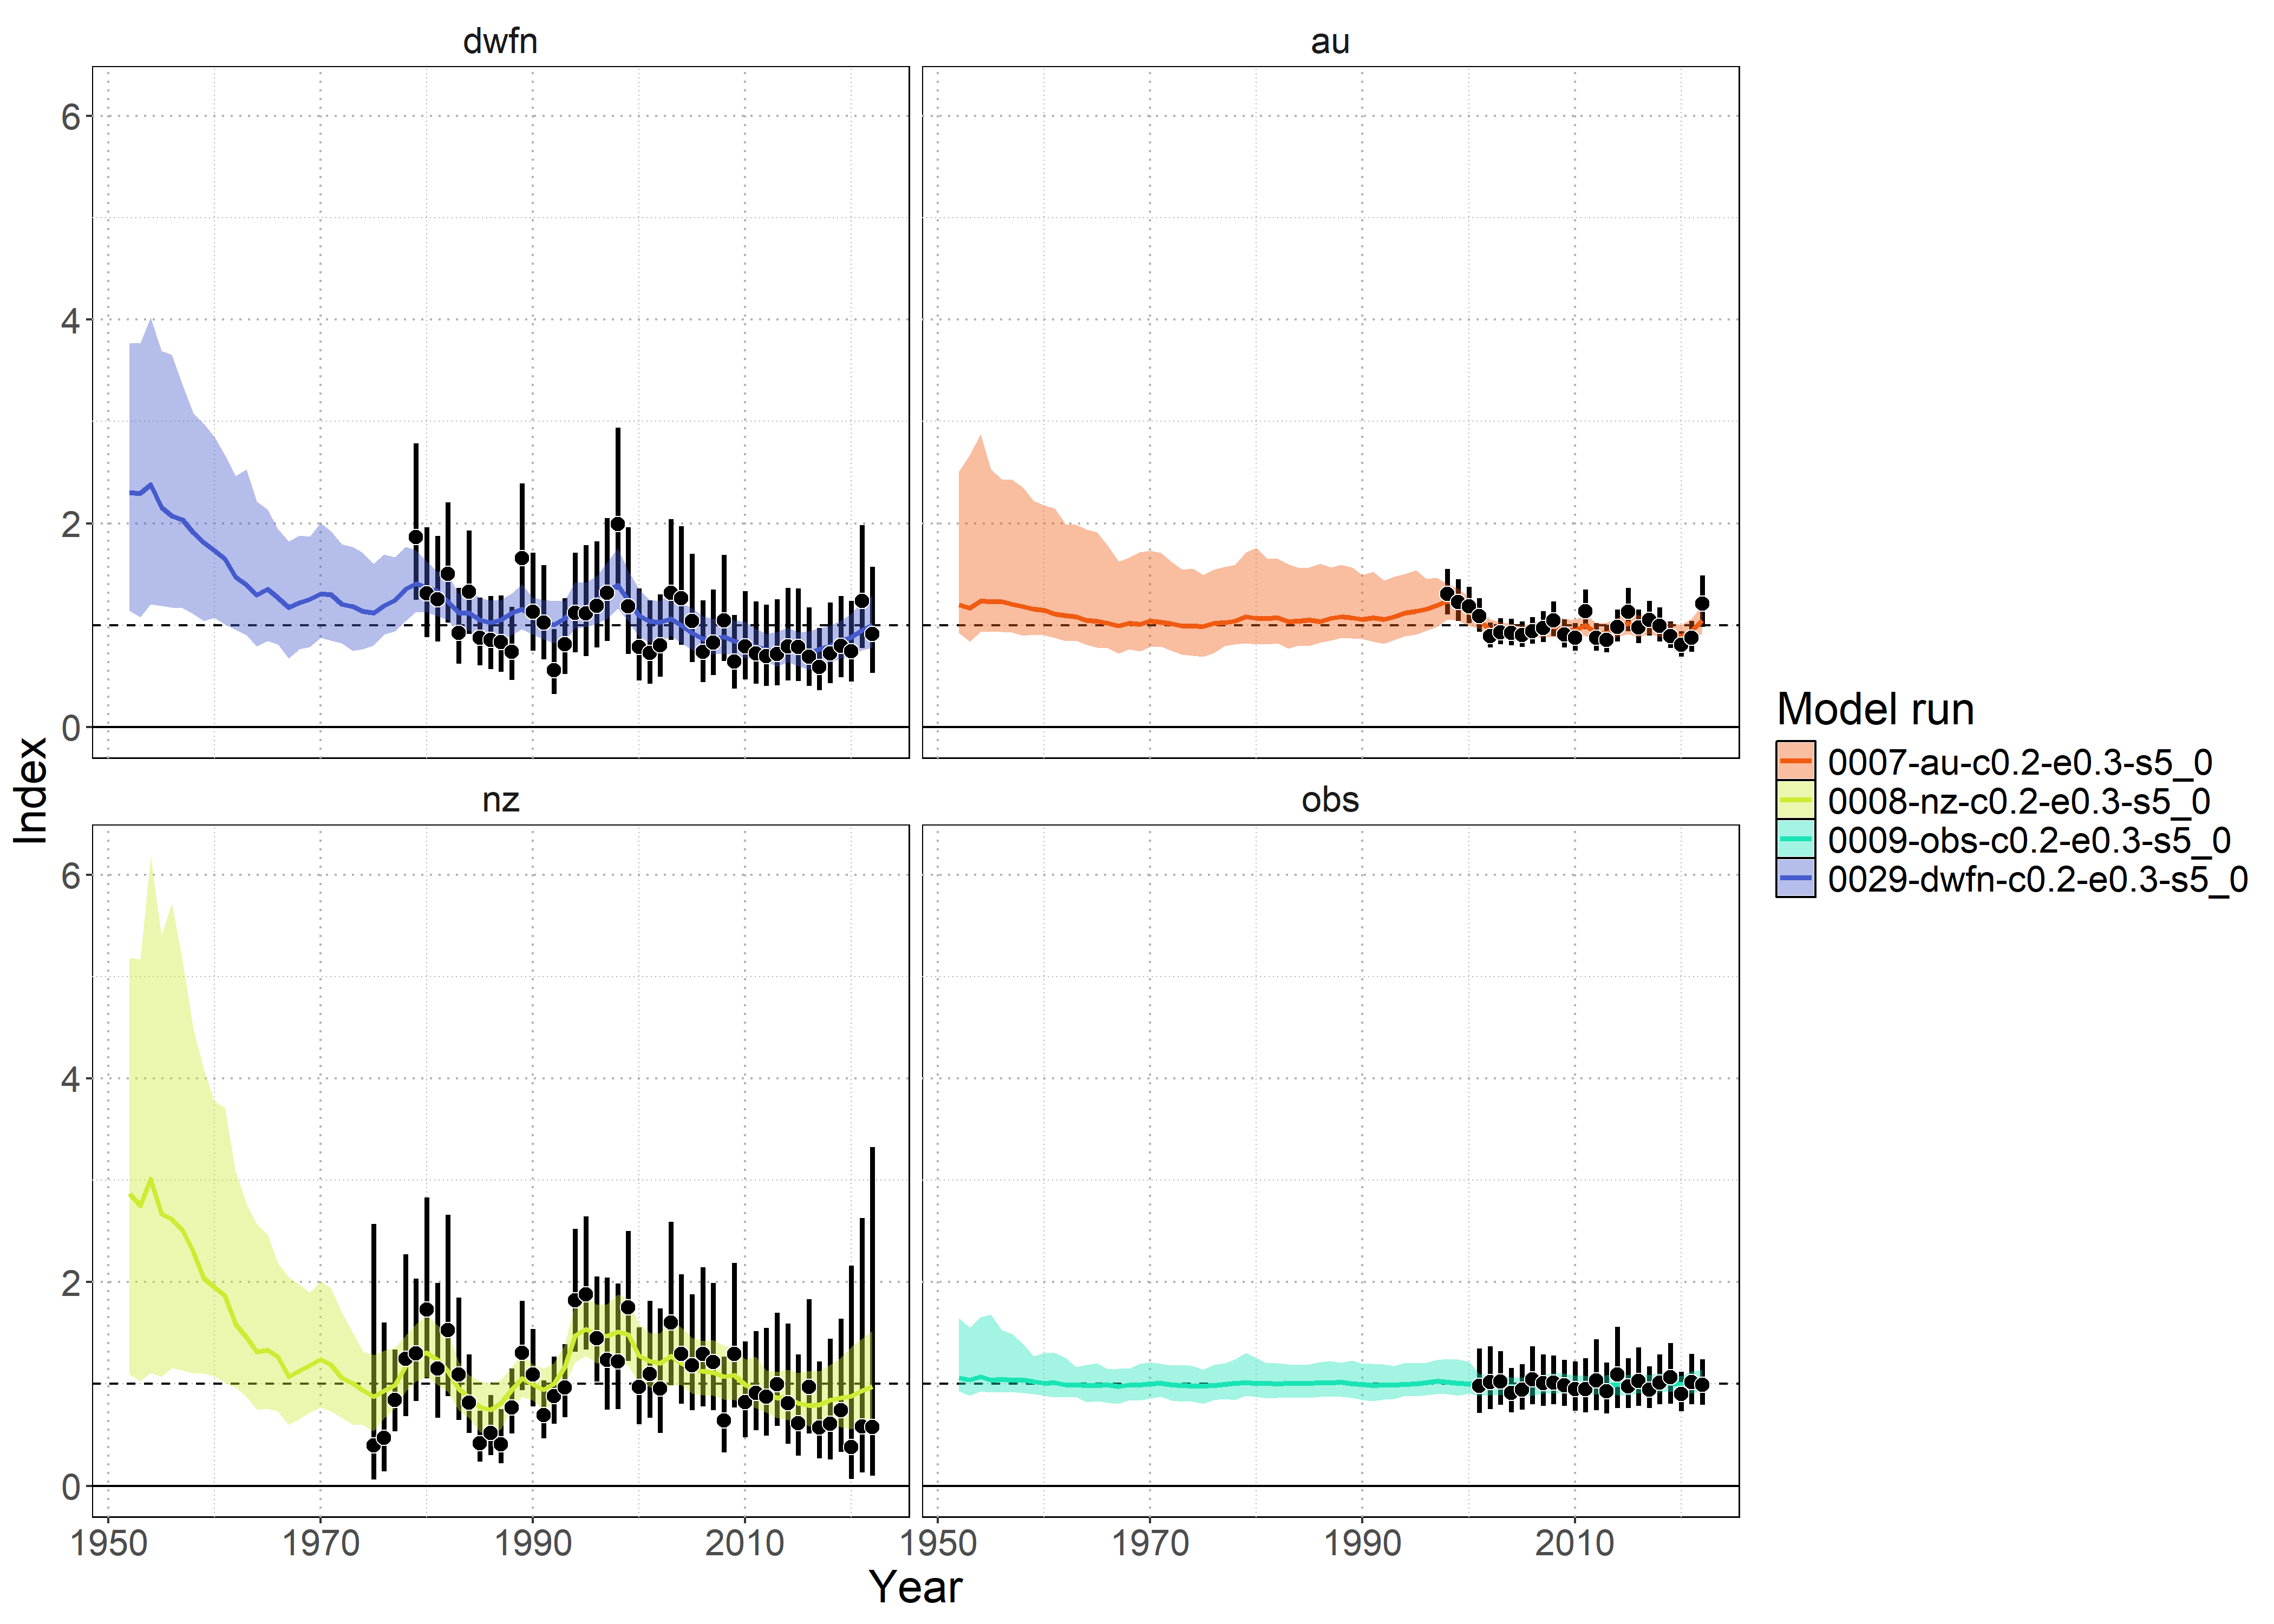 dwfn
au
6
4
2
0
nz
obs
6
4
2
0
1950
1970
1990
2010
1950
1970
1990
2010
Index
Year
Model run
0007-au-c0.2-e0.3-s5_0
0008-nz-c0.2-e0.3-s5_0
0009-obs-c0.2-e0.3-s5_0
0029-dwfn-c0.2-e0.3-s5_0